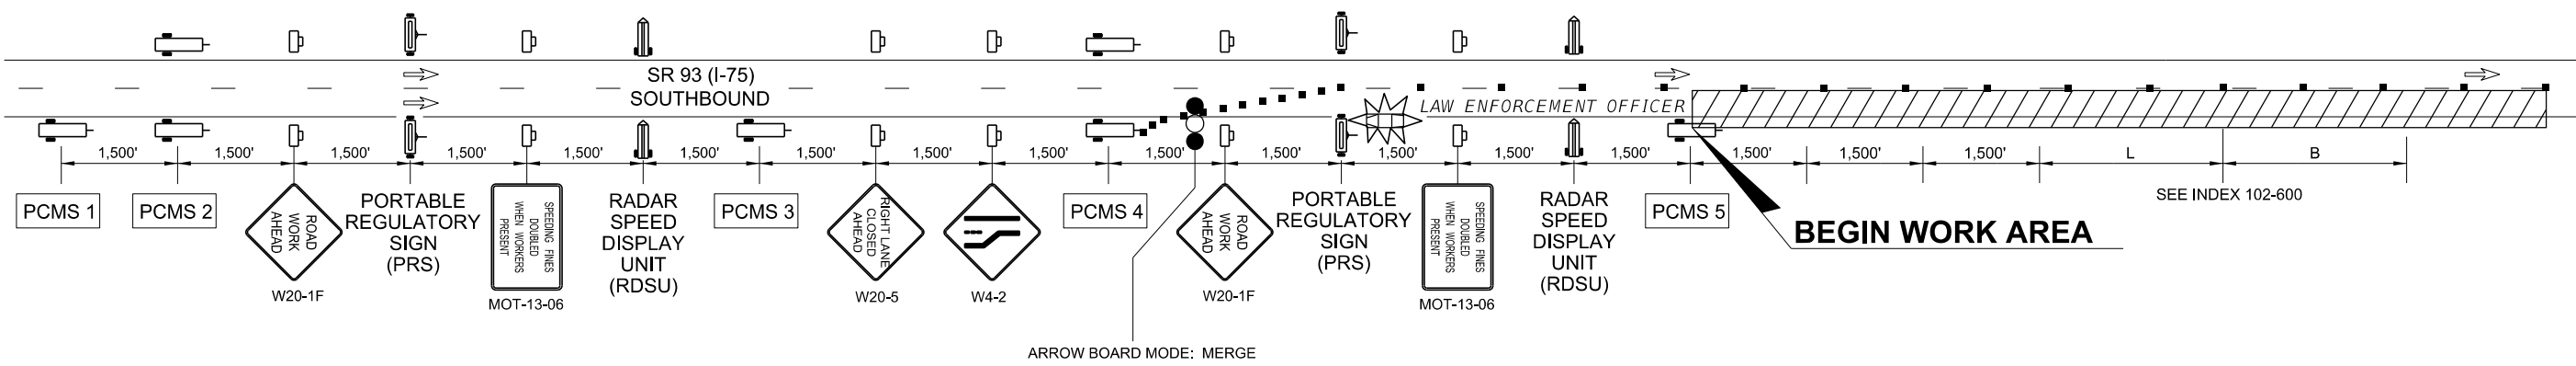 SR 93 (I-75)
SOUTHBOUND
LAW ENFORCEMENT OFFICER
1,500' 1,500' 1,500' 1,500' 1,500' 1,500' 1,500' 1,500' 1,500' 1,500' 1,500' 1,500' 1,500' 1,500' 1,500' 1,500' 1,500' L B
SEE INDEX 102-600
PCMS 1
PCMS 2
ROAD
WORK
AHEAD
W20-1F
PORTABLE
REGULATORY
SIGN
(PRS)
SPEEDING FINES
DOUBLED
WHEN WORKERS
PRESENT
MOT-13-06
RADAR
SPEED
DISPLAY
UNIT
(RDSU)
PCMS 3
RIGHT LANE
CLOSED
AHEAD
W20-5
W4-2
PCMS 4
ROAD
WORK
AHEAD
W20-1F
PORTABLE
REGULATORY
SIGN
(PRS)
SPEEDING FINES
DOUBLED
WHEN WORKERS
PRESENT
MOT-13-06
RADAR
SPEED
DISPLAY
UNIT
(RDSU)
PCMS 5
BEGIN WORK AREA
ARROW BOARD MODE: MERGE